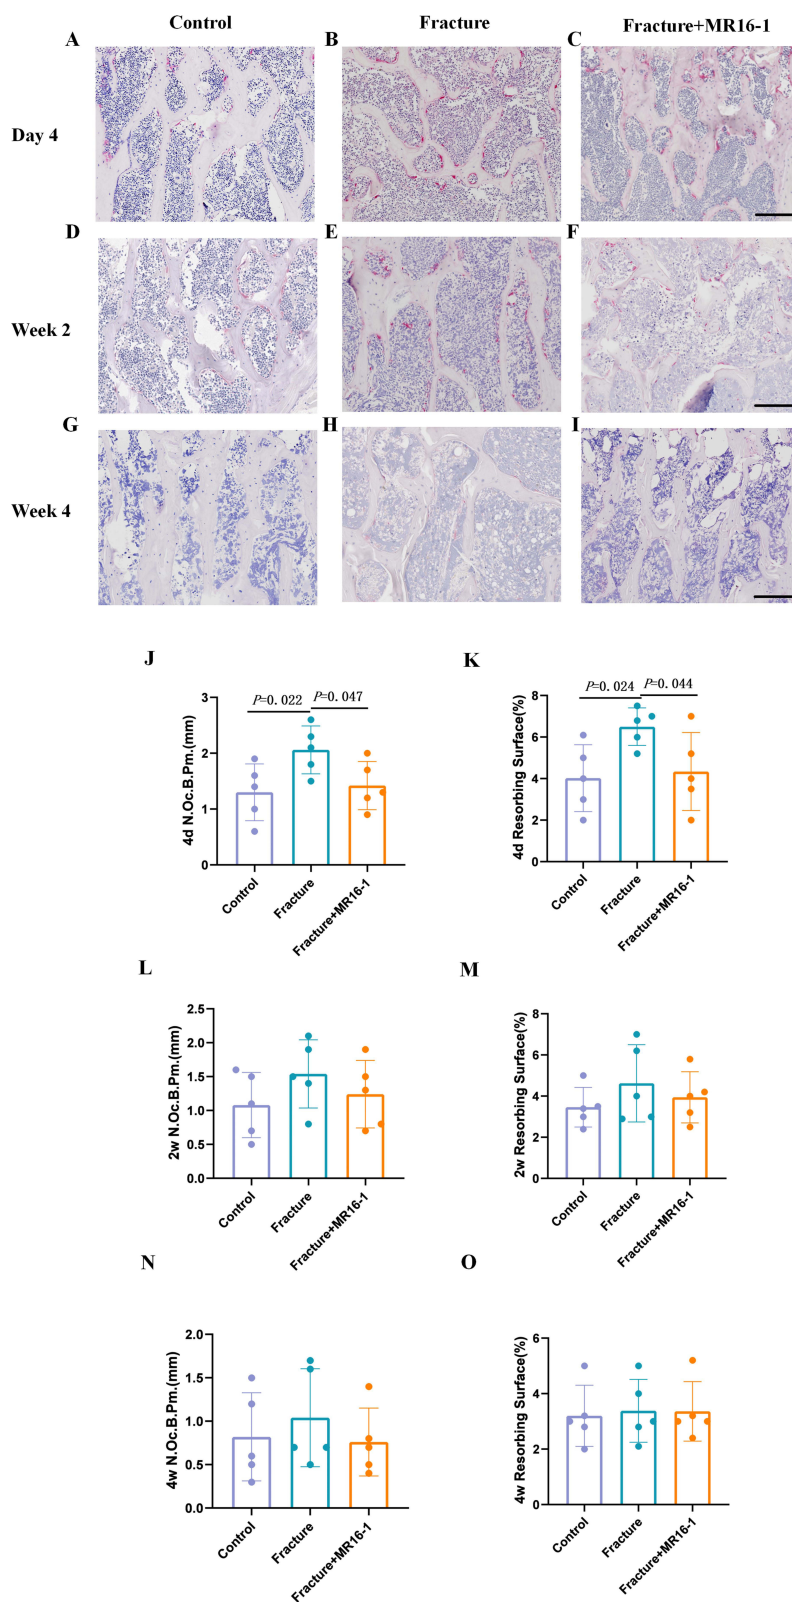 Control
Fracture
Fracture+MR16-1
A
B
C
Day 4
D
E
F
Week 2
G
H
I
Week 4
J
P=0.022
P=0.047
4d N.Oc.B.Pm.(mm)
3
2
1
0
Control
Fracture
Fracture+MR16-1
K
P=0.024
P=0.044
4d Resorbing Surface(%)
8
6
4
2
0
Control
Fracture
Fracture+MR16-1
L
2w N.Oc.B.Pm.(mm)
2.5
2.0
1.5
1.0
0.5
0.0
Control
Fracture
Fracture+MR16-1
M
2w Resorbing Surface(%)
8
6
4
2
0
Control
Fracture
Fracture+MR16-1
N
4w N.Oc.B.Pm.(mm)
2.0
1.5
1.0
0.5
0.0
Control
Fracture
Fracture+MR16-1
O
4w Resorbing Surface(%)
6
4
2
0
Control
Fracture
Fracture+MR16-1